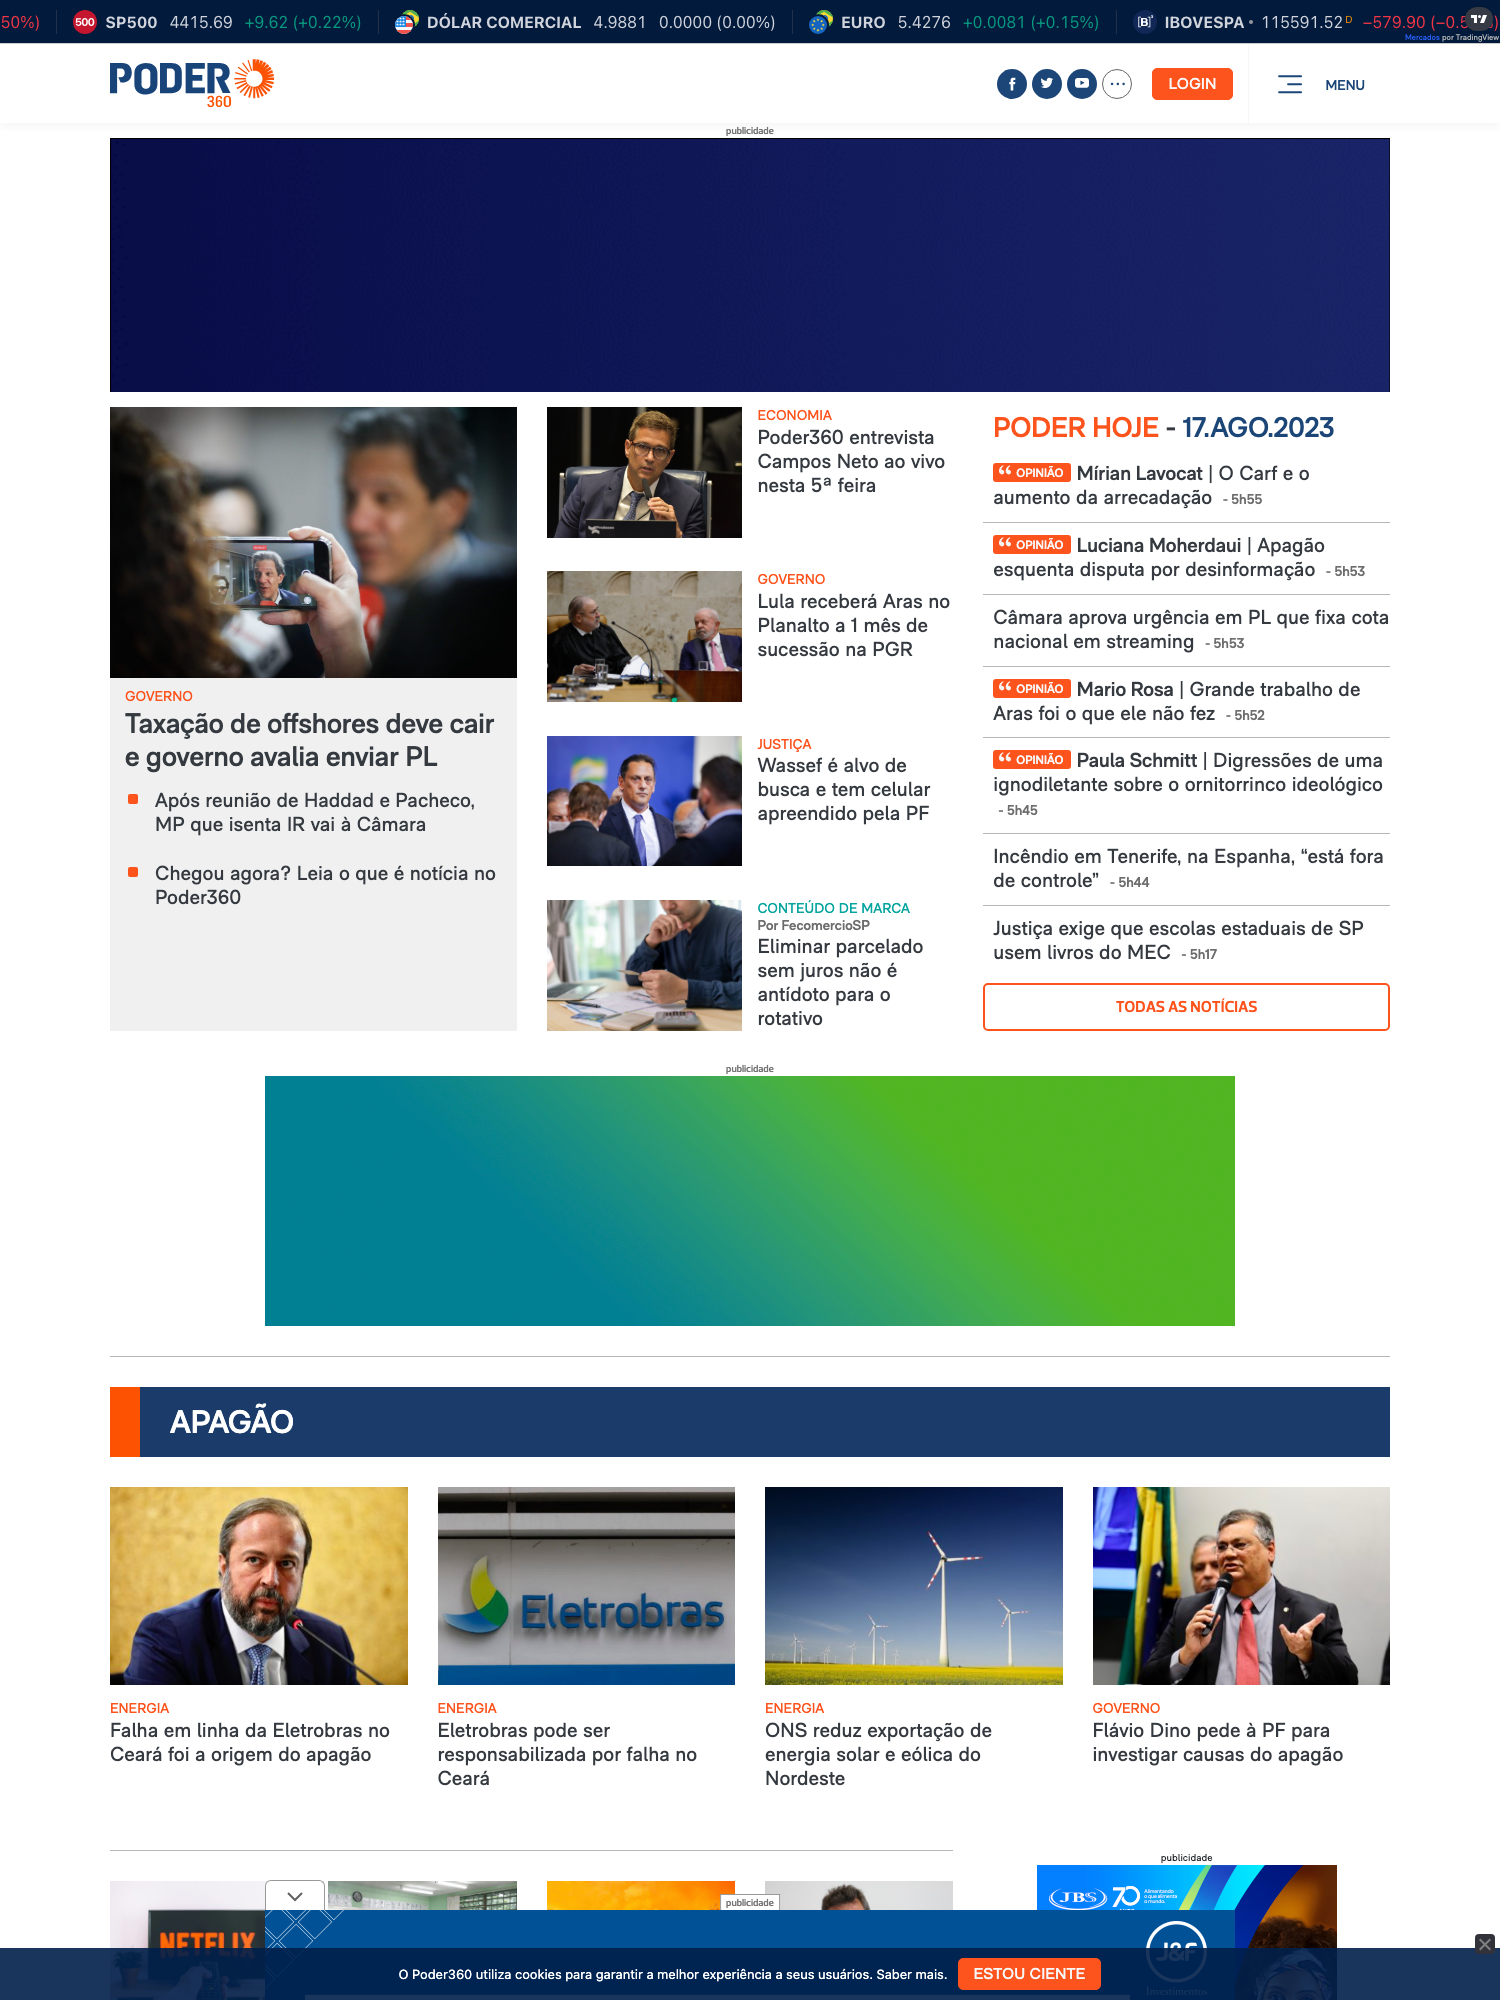 50%)
500 SP500 4415.69 +9.62 (+0.22%)
DÓLAR COMERCIAL 4.9881 0.0000 (0.00%)
EURO 5.4276 +0.0081 (+0.15%)
[B]³ IBOVESPA 115591.52 D −579.90
Mercados por TradingView
PODER
360
LOGIN
MENU
publicidade
GOVERNO
Taxação de offshores deve cair
e governo avalia enviar PL
Após reunião de Haddad e Pacheco,
MP que isenta IR vai à Câmara
Chegou agora? Leia o que é notícia no
Poder360
ECONOMIA
Poder360 entrevista
Campos Neto ao vivo
nesta 5ª feira
GOVERNO
Lula receberá Aras no
Planalto a 1 mês de
sucessão na PGR
JUSTIÇA
Wassef é alvo de
busca e tem celular
apreendido pela PF
CONTEÚDO DE MARCA
Por FecomercioSP
Eliminar parcelado
sem juros não é
antídoto para o
rotativo
PODER HOJE - 17.AGO.2023
“ OPINIÃO Mírian Lavocat | O Carf e o
aumento da arrecadação - 5h55
“ OPINIÃO Luciana Moherdaui | Apagão
esquenta disputa por desinformação - 5h53
Câmara aprova urgência em PL que fixa cota
nacional em streaming - 5h53
“ OPINIÃO Mario Rosa | Grande trabalho de
Aras foi o que ele não fez - 5h52
“ OPINIÃO Paula Schmitt | Digressões de uma
ignodiletante sobre o ornitorrinco ideológico
- 5h45
Incêndio em Tenerife, na Espanha, “está fora
de controle” - 5h44
Justiça exige que escolas estaduais de SP
usem livros do MEC - 5h17
TODAS AS NOTÍCIAS
publicidade
APAGÃO
Eletrobras
ENERGIA
Falha em linha da Eletrobras no
Ceará foi a origem do apagão
ENERGIA
Eletrobras pode ser
responsabilizada por falha no
Ceará
ENERGIA
ONS reduz exportação de
energia solar e eólica do
Nordeste
GOVERNO
Flávio Dino pede à PF para
investigar causas do apagão
publicidade
JBS 70 Alimentando
o que alimenta
o mundo.
publicidade
NETFLIX
J&F
Investimentos
O Poder360 utiliza cookies para garantir a melhor experiência a seus usuários. Saber mais.
ESTOU CIENTE